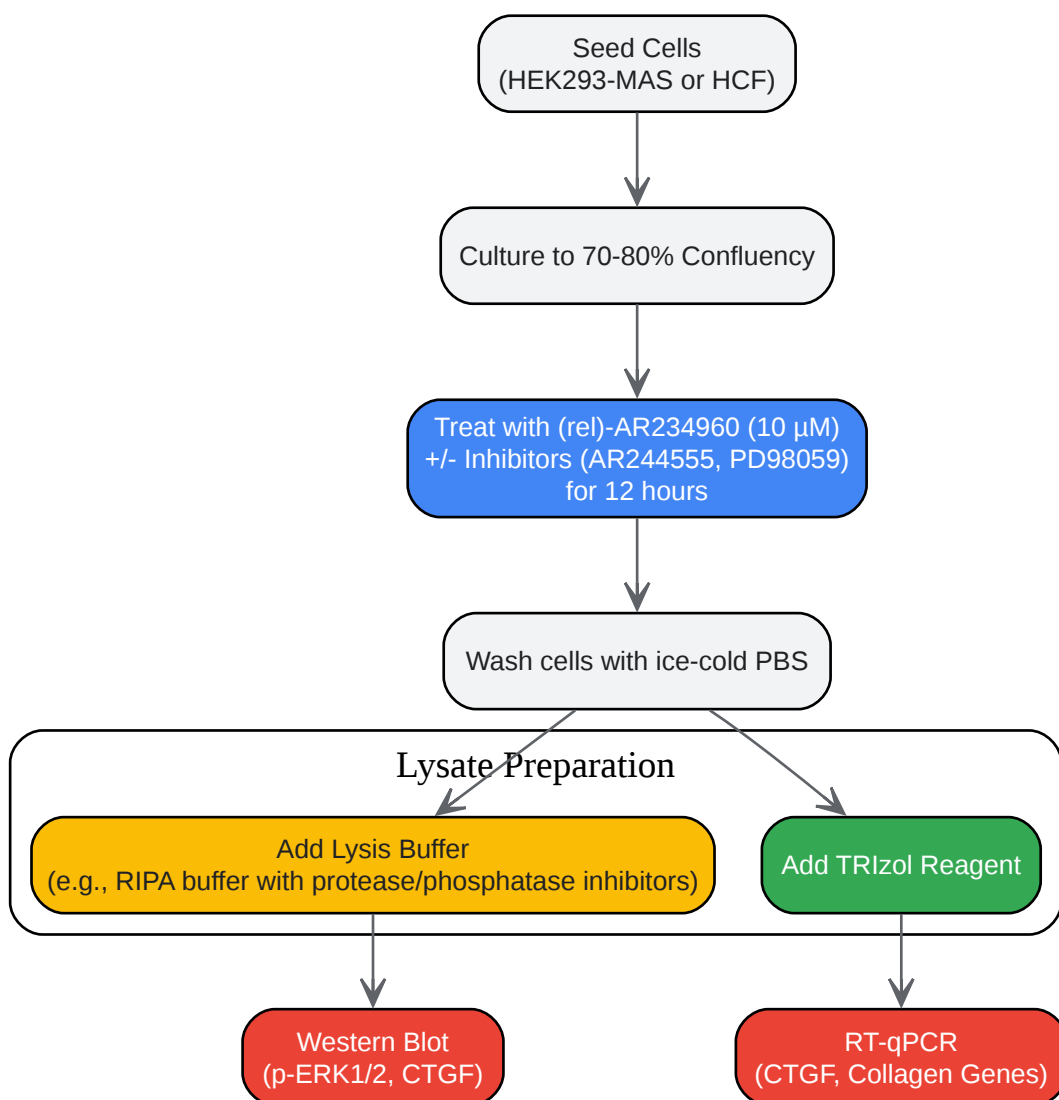 Seed Cells
(HEK293-MAS or HCF)
Culture to 70-80% Confluency
Treat with (rel)-AR234960 (10 µM)
+/- Inhibitors (AR244555, PD98059)
for 12 hours
Wash cells with ice-cold PBS
Lysate Preparation
Add Lysis Buffer
(e.g., RIPA buffer with protease/phosphatase inhibitors)
Add TRIzol Reagent
Western Blot
(p-ERK1/2, CTGF)
RT-qPCR
(CTGF, Collagen Genes)